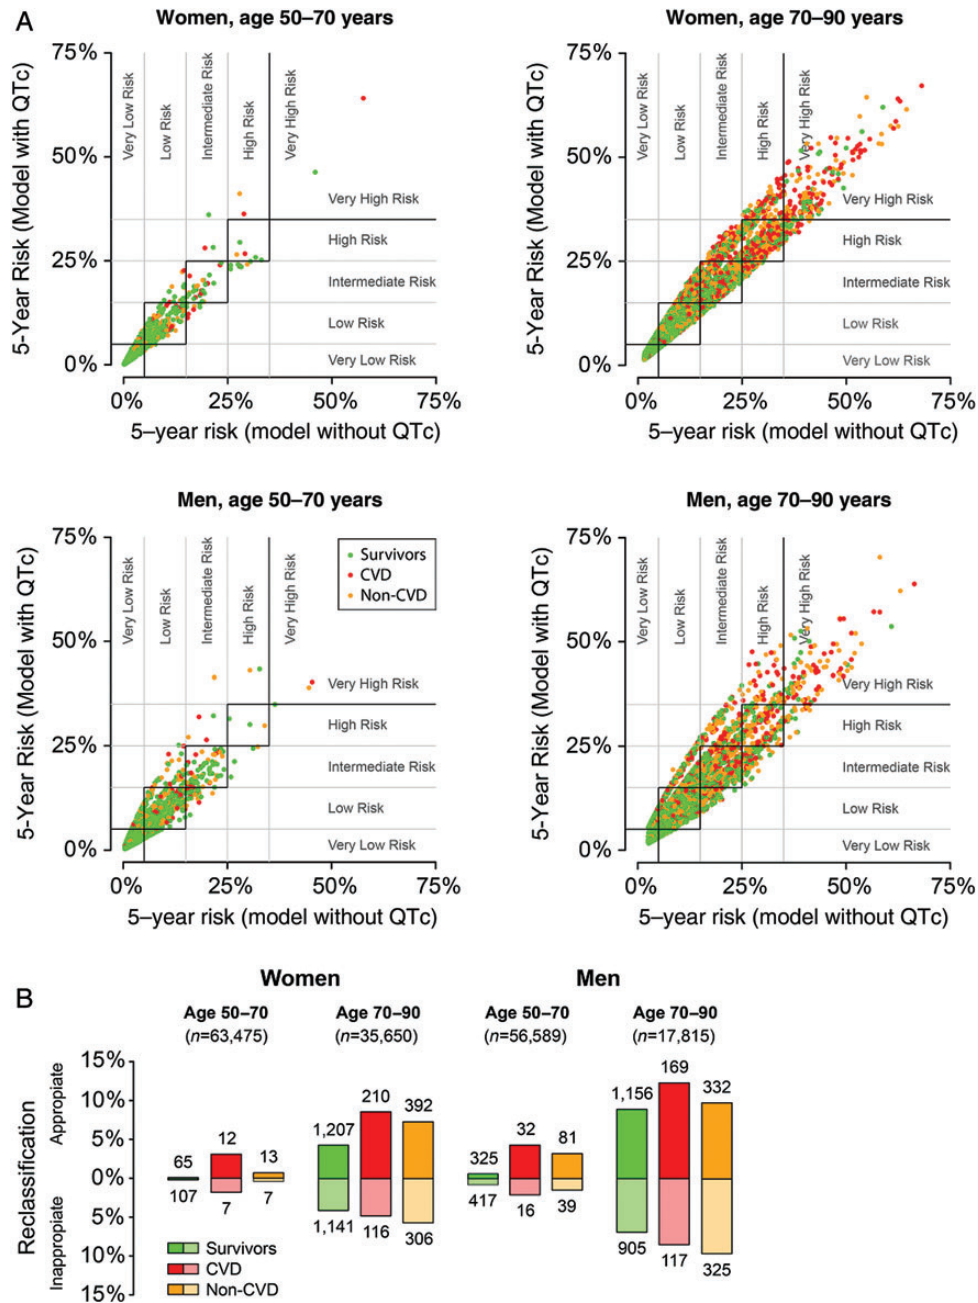 A
Women, age 50–70 years
75%
50%
25%
0%
5-Year Risk (Model with QTc)
Very Low Risk
Low Risk
Intermediate Risk
High Risk
Very High Risk
Very High Risk
High Risk
Intermediate Risk
Low Risk
Very Low Risk
0%
25%
50%
75%
5–year risk (model without QTc)
Women, age 70–90 years
75%
50%
25%
0%
5-Year Risk (Model with QTc)
Very Low Risk
Low Risk
Intermediate Risk
High Risk
Very High Risk
Very High Risk
High Risk
Intermediate Risk
Low Risk
Very Low Risk
0%
25%
50%
75%
5–year risk (model without QTc)
Men, age 50–70 years
75%
50%
25%
0%
5-Year Risk (Model with QTc)
Very Low Risk
Low Risk
Intermediate Risk
High Risk
Very High Risk
Survivors
CVD
Non-CVD
Very High Risk
High Risk
Intermediate Risk
Low Risk
Very Low Risk
0%
25%
50%
75%
5–year risk (model without QTc)
Men, age 70–90 years
75%
50%
25%
0%
5-Year Risk (Model with QTc)
Very Low Risk
Low Risk
Intermediate Risk
High Risk
Very High Risk
Very High Risk
High Risk
Intermediate Risk
Low Risk
Very Low Risk
0%
25%
50%
75%
5–year risk (model without QTc)
B
Women
Men
Age 50–70
(n=63,475)
Age 70–90
(n=35,650)
Age 50–70
(n=56,589)
Age 70–90
(n=17,815)
Reclassification
Appropiate
Inappropiate
15%
10%
5%
0%
5%
10%
15%
65
12
13
107
7
7
1,207
210
392
1,141
116
306
325
32
81
417
16
39
1,156
169
332
905
117
325
Survivors
CVD
Non-CVD